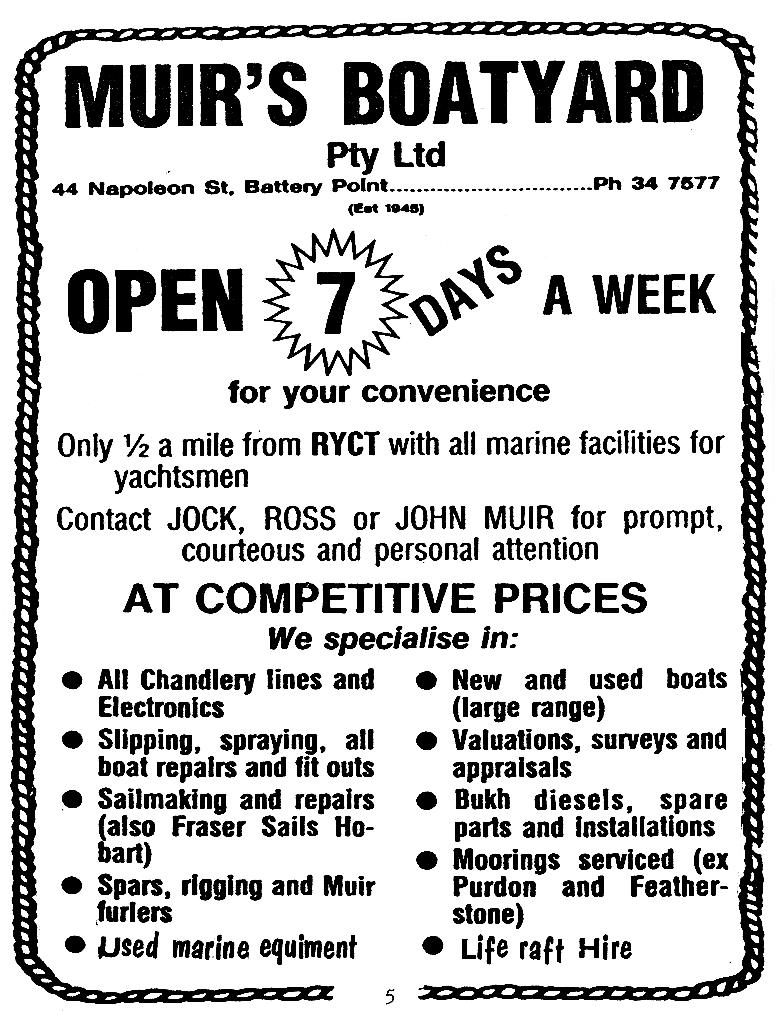 MUIR'S BOATYARD
Pty Ltd
44 Napoleon St, Battery Point..............................Ph 34 7577
(Est 1945)
OPEN 7 DAYS A WEEK
for your convenience
Only ½ a mile from RYCT with all marine facilities for
yachtsmen
Contact JOCK, ROSS or JOHN MUIR for prompt,
courteous and personal attention
AT COMPETITIVE PRICES
We specialise in:
● All Chandlery lines and
Electronics
● Slipping, spraying, all
boat repairs and fit outs
● Sailmaking and repairs
(also Fraser Sails Ho-
bart)
● Spars, rigging and Muir
furlers
● Used marine equiment
● New and used boats
(large range)
● Valuations, surveys and
appraisals
● Bukh diesels, spare
parts and installations
● Moorings serviced (ex
Purdon and Feather-
stone)
● Life raft Hire
5